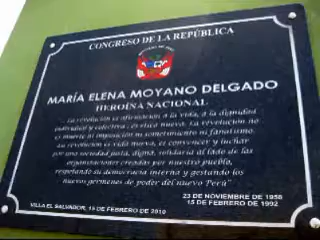 CONGRESO DE LA REPÚBLICA
MARÍA ELENA MOYANO DELGADO
HEROÍNA NACIONAL
"... La revolución es afirmación a la vida, a la dignidad
individual y colectiva; es ética nueva. La revolución no
es muerte ni imposición ni sometimiento ni fanatismo.
La revolución es vida nueva, es convencer y luchar
por una sociedad justa, digna, solidaria al lado de las
organizaciones creadas por nuestro pueblo,
respetando su democracia interna y gestando los
nuevos gérmenes de poder del nuevo Perú"
23 DE NOVIEMBRE DE 1958
15 DE FEBRERO DE 1992
VILLA EL SALVADOR, 15 DE FEBRERO DE 2010